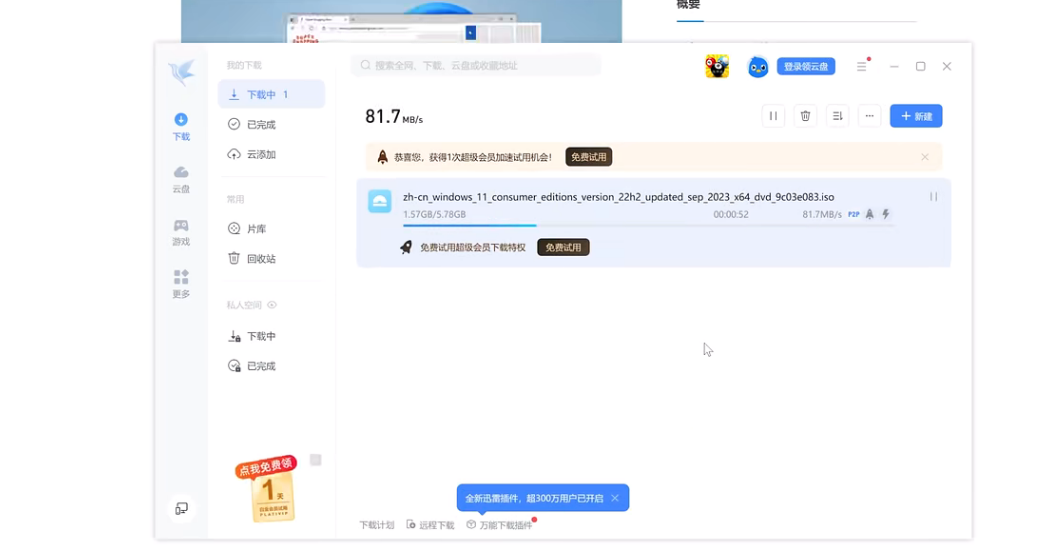 概要
我的下载
搜索全网、下载、云盘或收藏地址
登录领云盘
下载中 1
81.7 MB/s
新建
下载
已完成
云添加
恭喜您，获得1次超级会员加速试用机会！ 免费试用
云盘
常用
zh-cn_windows_11_consumer_editions_version_22h2_updated_sep_2023_x64_dvd_9c03e083.iso
1.57GB/5.78GB 00:00:52 81.7MB/s P2P
片库
游戏
免费试用超级会员下载特权 免费试用
回收站
更多
私人空间
下载中
已完成
点我免费领
1天
全新迅雷插件，超300万用户已开启
下载计划 远程下载 万能下载插件